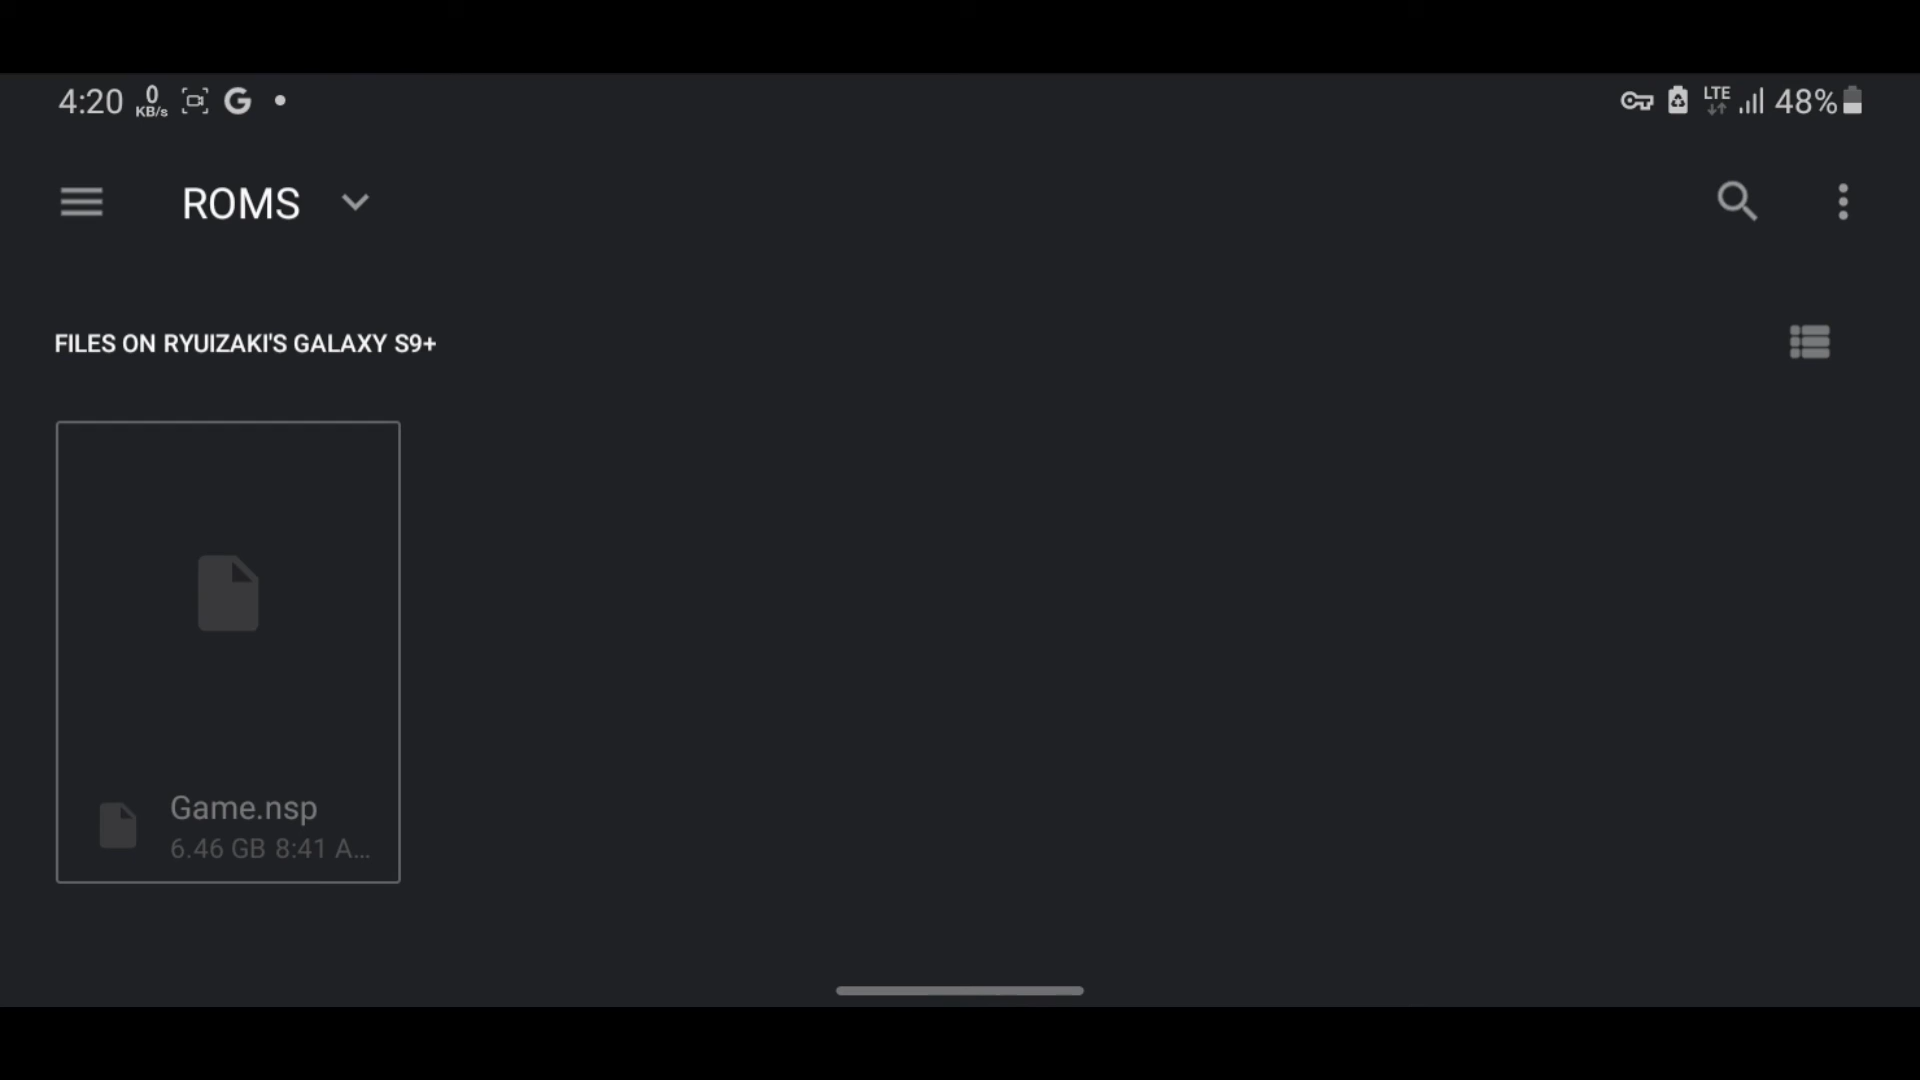 4:20 0 KB/s G LTE 48%
ROMS
FILES ON RYUIZAKI'S GALAXY S9+
Game.nsp
6.46 GB 8:41 A...